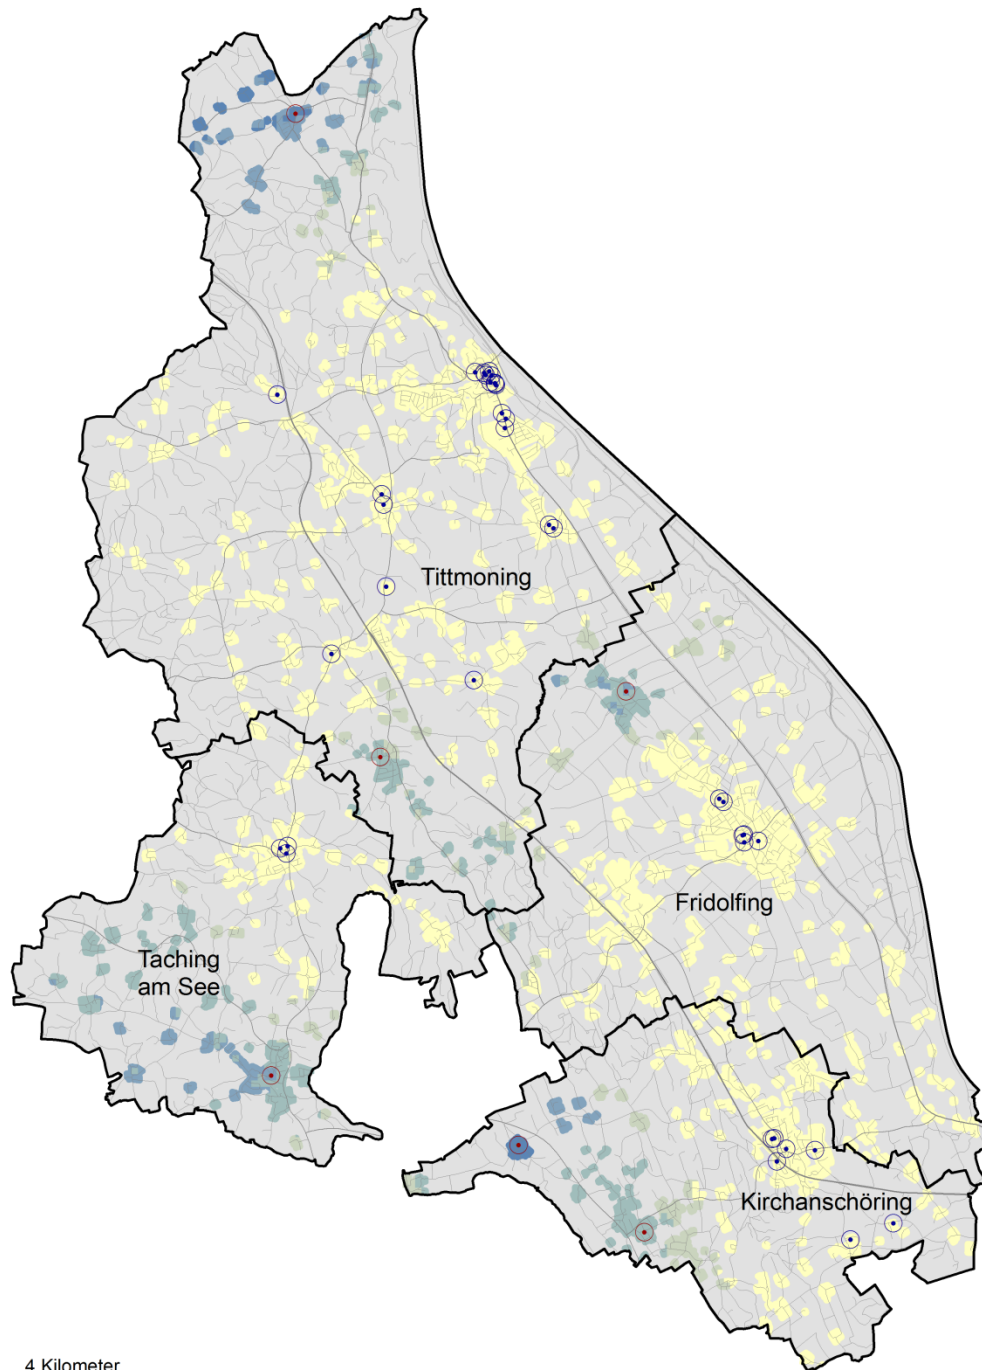 Tittmoning
Fridolfing
Taching
am See
Kirchanschöring
4 Kilometer